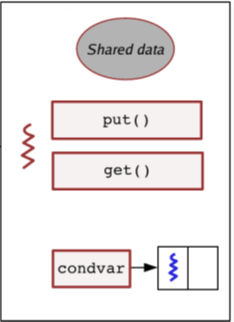 Shared data
put()
get()
condvar